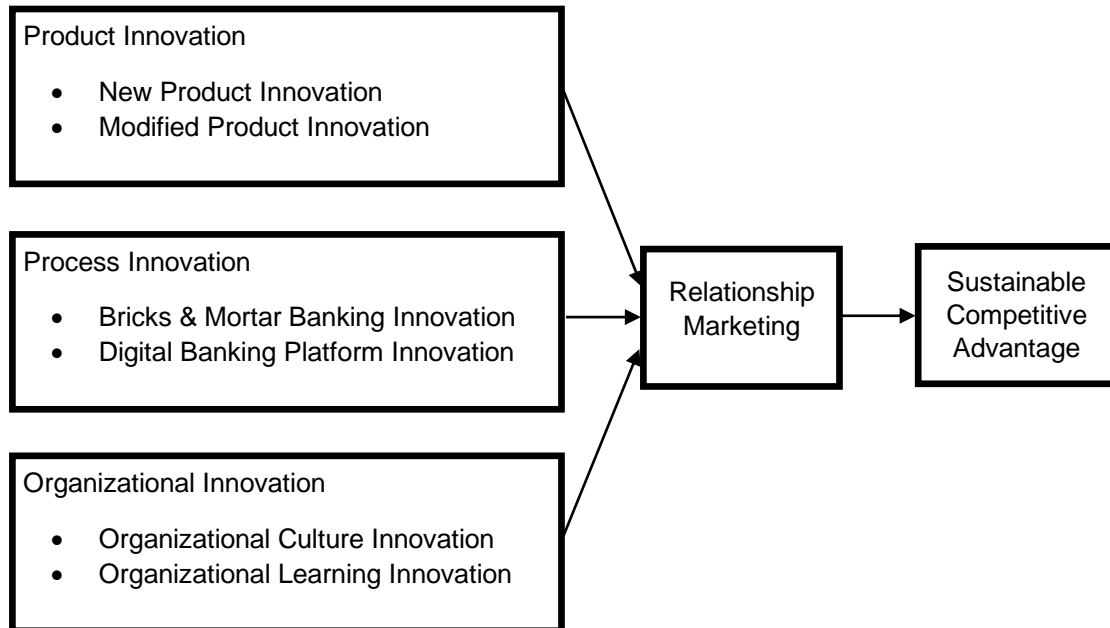 Product Innovation
• New Product Innovation
• Modified Product Innovation
Process Innovation
• Bricks & Mortar Banking Innovation
• Digital Banking Platform Innovation
Organizational Innovation
• Organizational Culture Innovation
• Organizational Learning Innovation
Relationship
Marketing
Sustainable
Competitive
Advantage